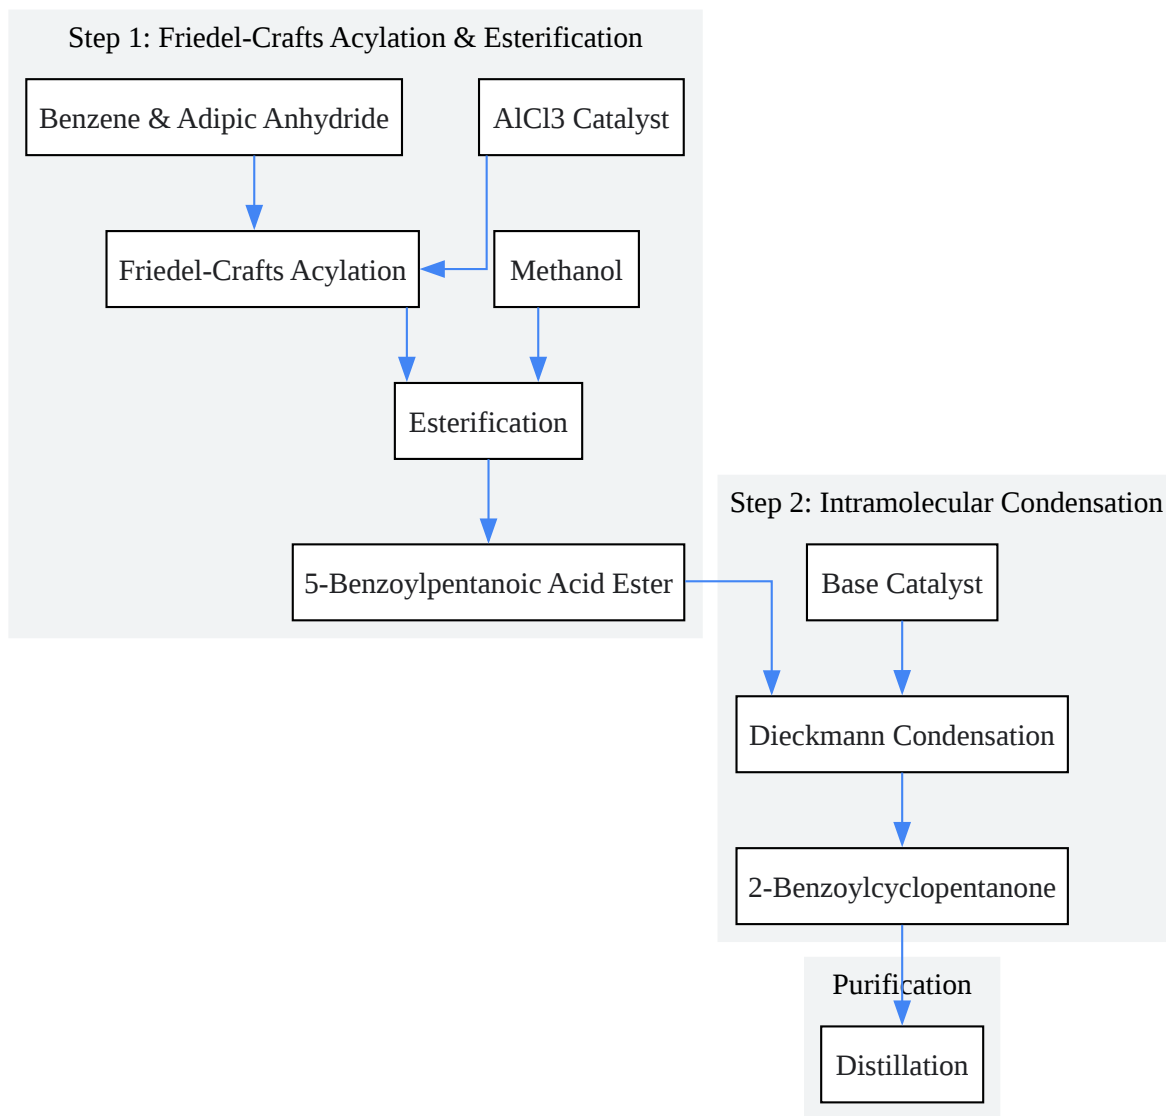 Step 1: Friedel-Crafts Acylation & Esterification
Benzene & Adipic Anhydride
AlCl3 Catalyst
Friedel-Crafts Acylation
Methanol
Esterification
5-Benzoylpentanoic Acid Ester
Step 2: Intramolecular Condensation
Base Catalyst
Dieckmann Condensation
2-Benzoylcyclopentanone
Purification
Distillation